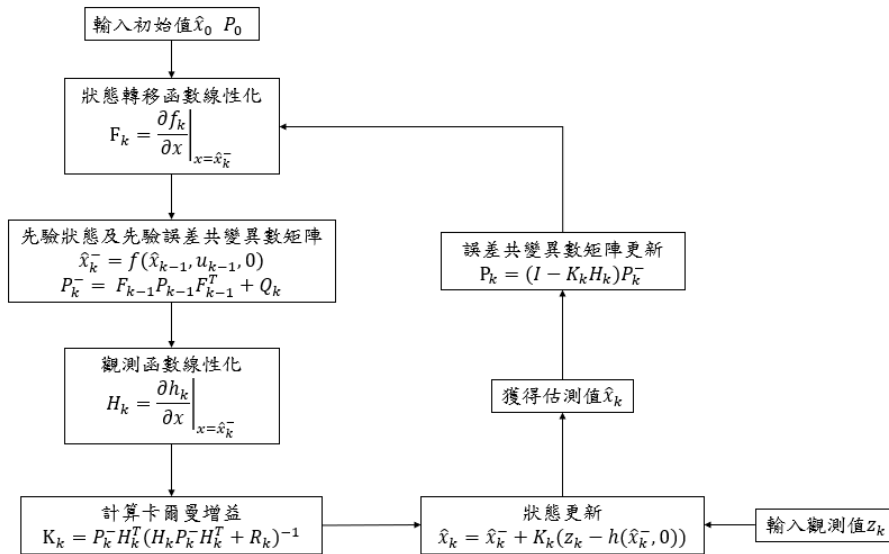 輸入初始值x̂₀ P₀
狀態轉移函數線性化
F_k = ∂f_k/∂x |_{x=x̂_k^-}
先驗狀態及先驗誤差共變異數矩陣
x̂_k^- = f(x̂_{k-1}, u_{k-1}, 0)
P_k^- = F_{k-1}P_{k-1}F_{k-1}^T + Q_k
觀測函數線性化
H_k = ∂h_k/∂x |_{x=x̂_k^-}
計算卡爾曼增益
K_k = P_k^- H_k^T (H_k P_k^- H_k^T + R_k)^{-1}
狀態更新
x̂_k = x̂_k^- + K_k(z_k − h(x̂_k^-, 0))
輸入觀測值z_k
獲得估測值x̂_k
誤差共變異數矩陣更新
P_k = (I − K_k H_k)P_k^-